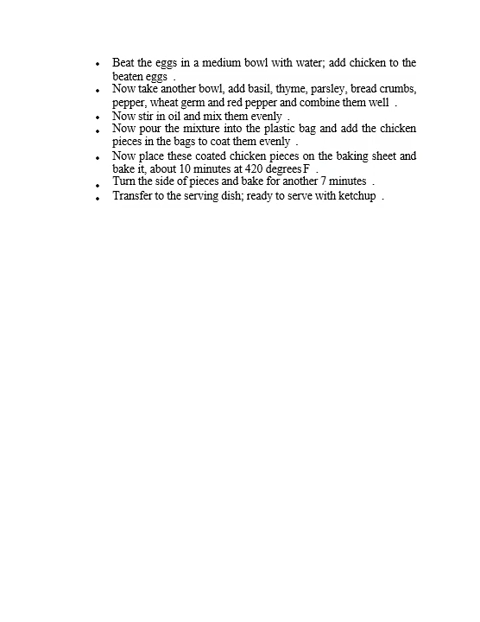 • Beat the eggs in a medium bowl with water; add chicken to the
beaten eggs .
• Now take another bowl, add basil, thyme, parsley, bread crumbs,
pepper, wheat germ and red pepper and combine them well .
• Now stir in oil and mix them evenly .
• Now pour the mixture into the plastic bag and add the chicken
pieces in the bags to coat them evenly .
• Now place these coated chicken pieces on the baking sheet and
bake it, about 10 minutes at 420 degrees F .
• Turn the side of pieces and bake for another 7 minutes .
• Transfer to the serving dish; ready to serve with ketchup .